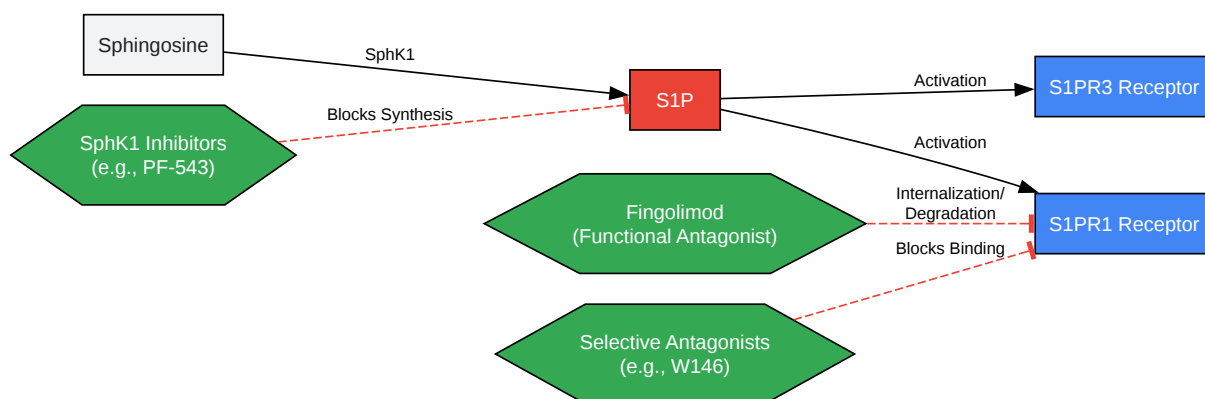 Sphingosine
SphK1
S1P
Activation
S1PR3 Receptor
Blocks Synthesis
SphK1 Inhibitors
(e.g., PF-543)
Activation
Fingolimod
(Functional Antagonist)
Internalization/
Degradation
S1PR1 Receptor
Blocks Binding
Selective Antagonists
(e.g., W146)